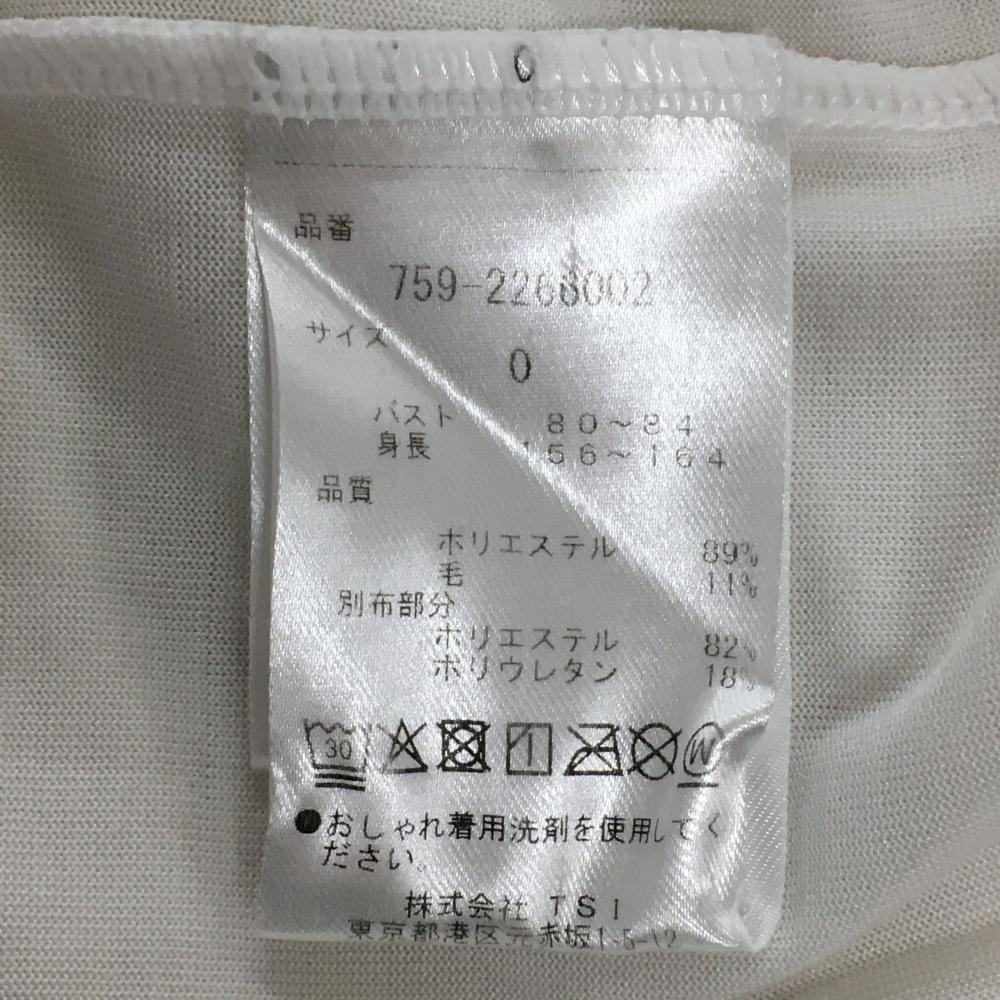 品番
759-2268002
サイズ
0
バスト 80～84
身長 156～164
品質
ポリエステル 89%
毛 11%
別布部分
ポリエステル 82%
ポリウレタン 18%
30
W
●おしゃれ着用洗剤を使用してく
ださい。
株式会社 TSI
東京都港区元赤坂1-5-12